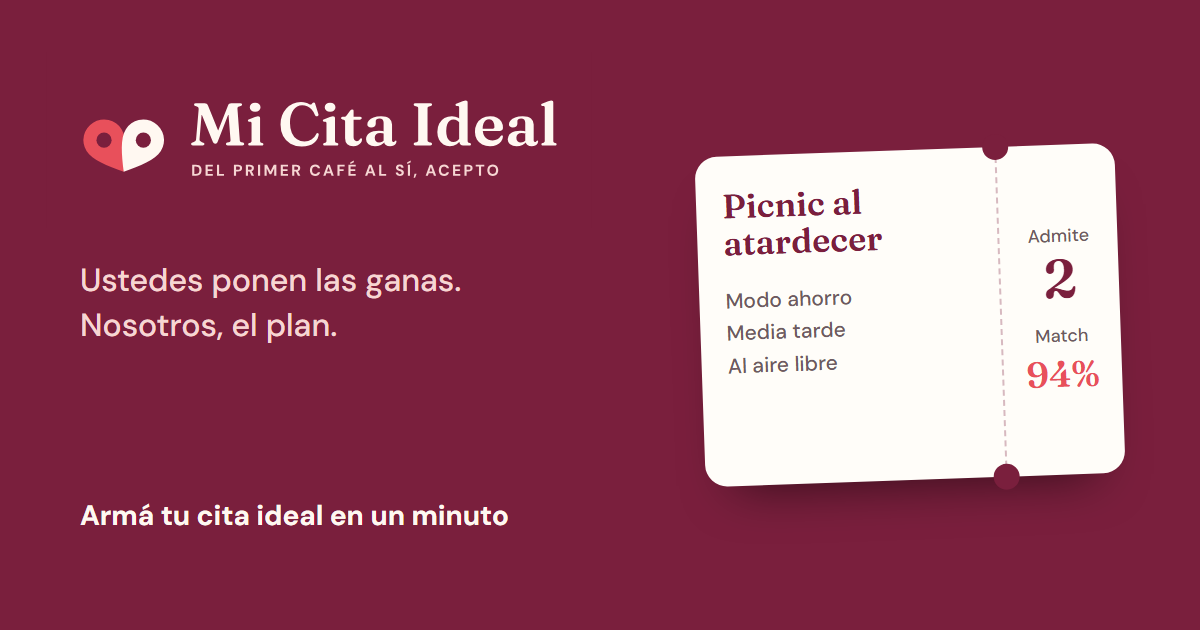 Mi Cita Ideal
DEL PRIMER CAFÉ AL SÍ, ACEPTO
Ustedes ponen las ganas.
Nosotros, el plan.
Armá tu cita ideal en un minuto
Picnic al
atardecer
Modo ahorro
Media tarde
Al aire libre
Admite
2
Match
94%